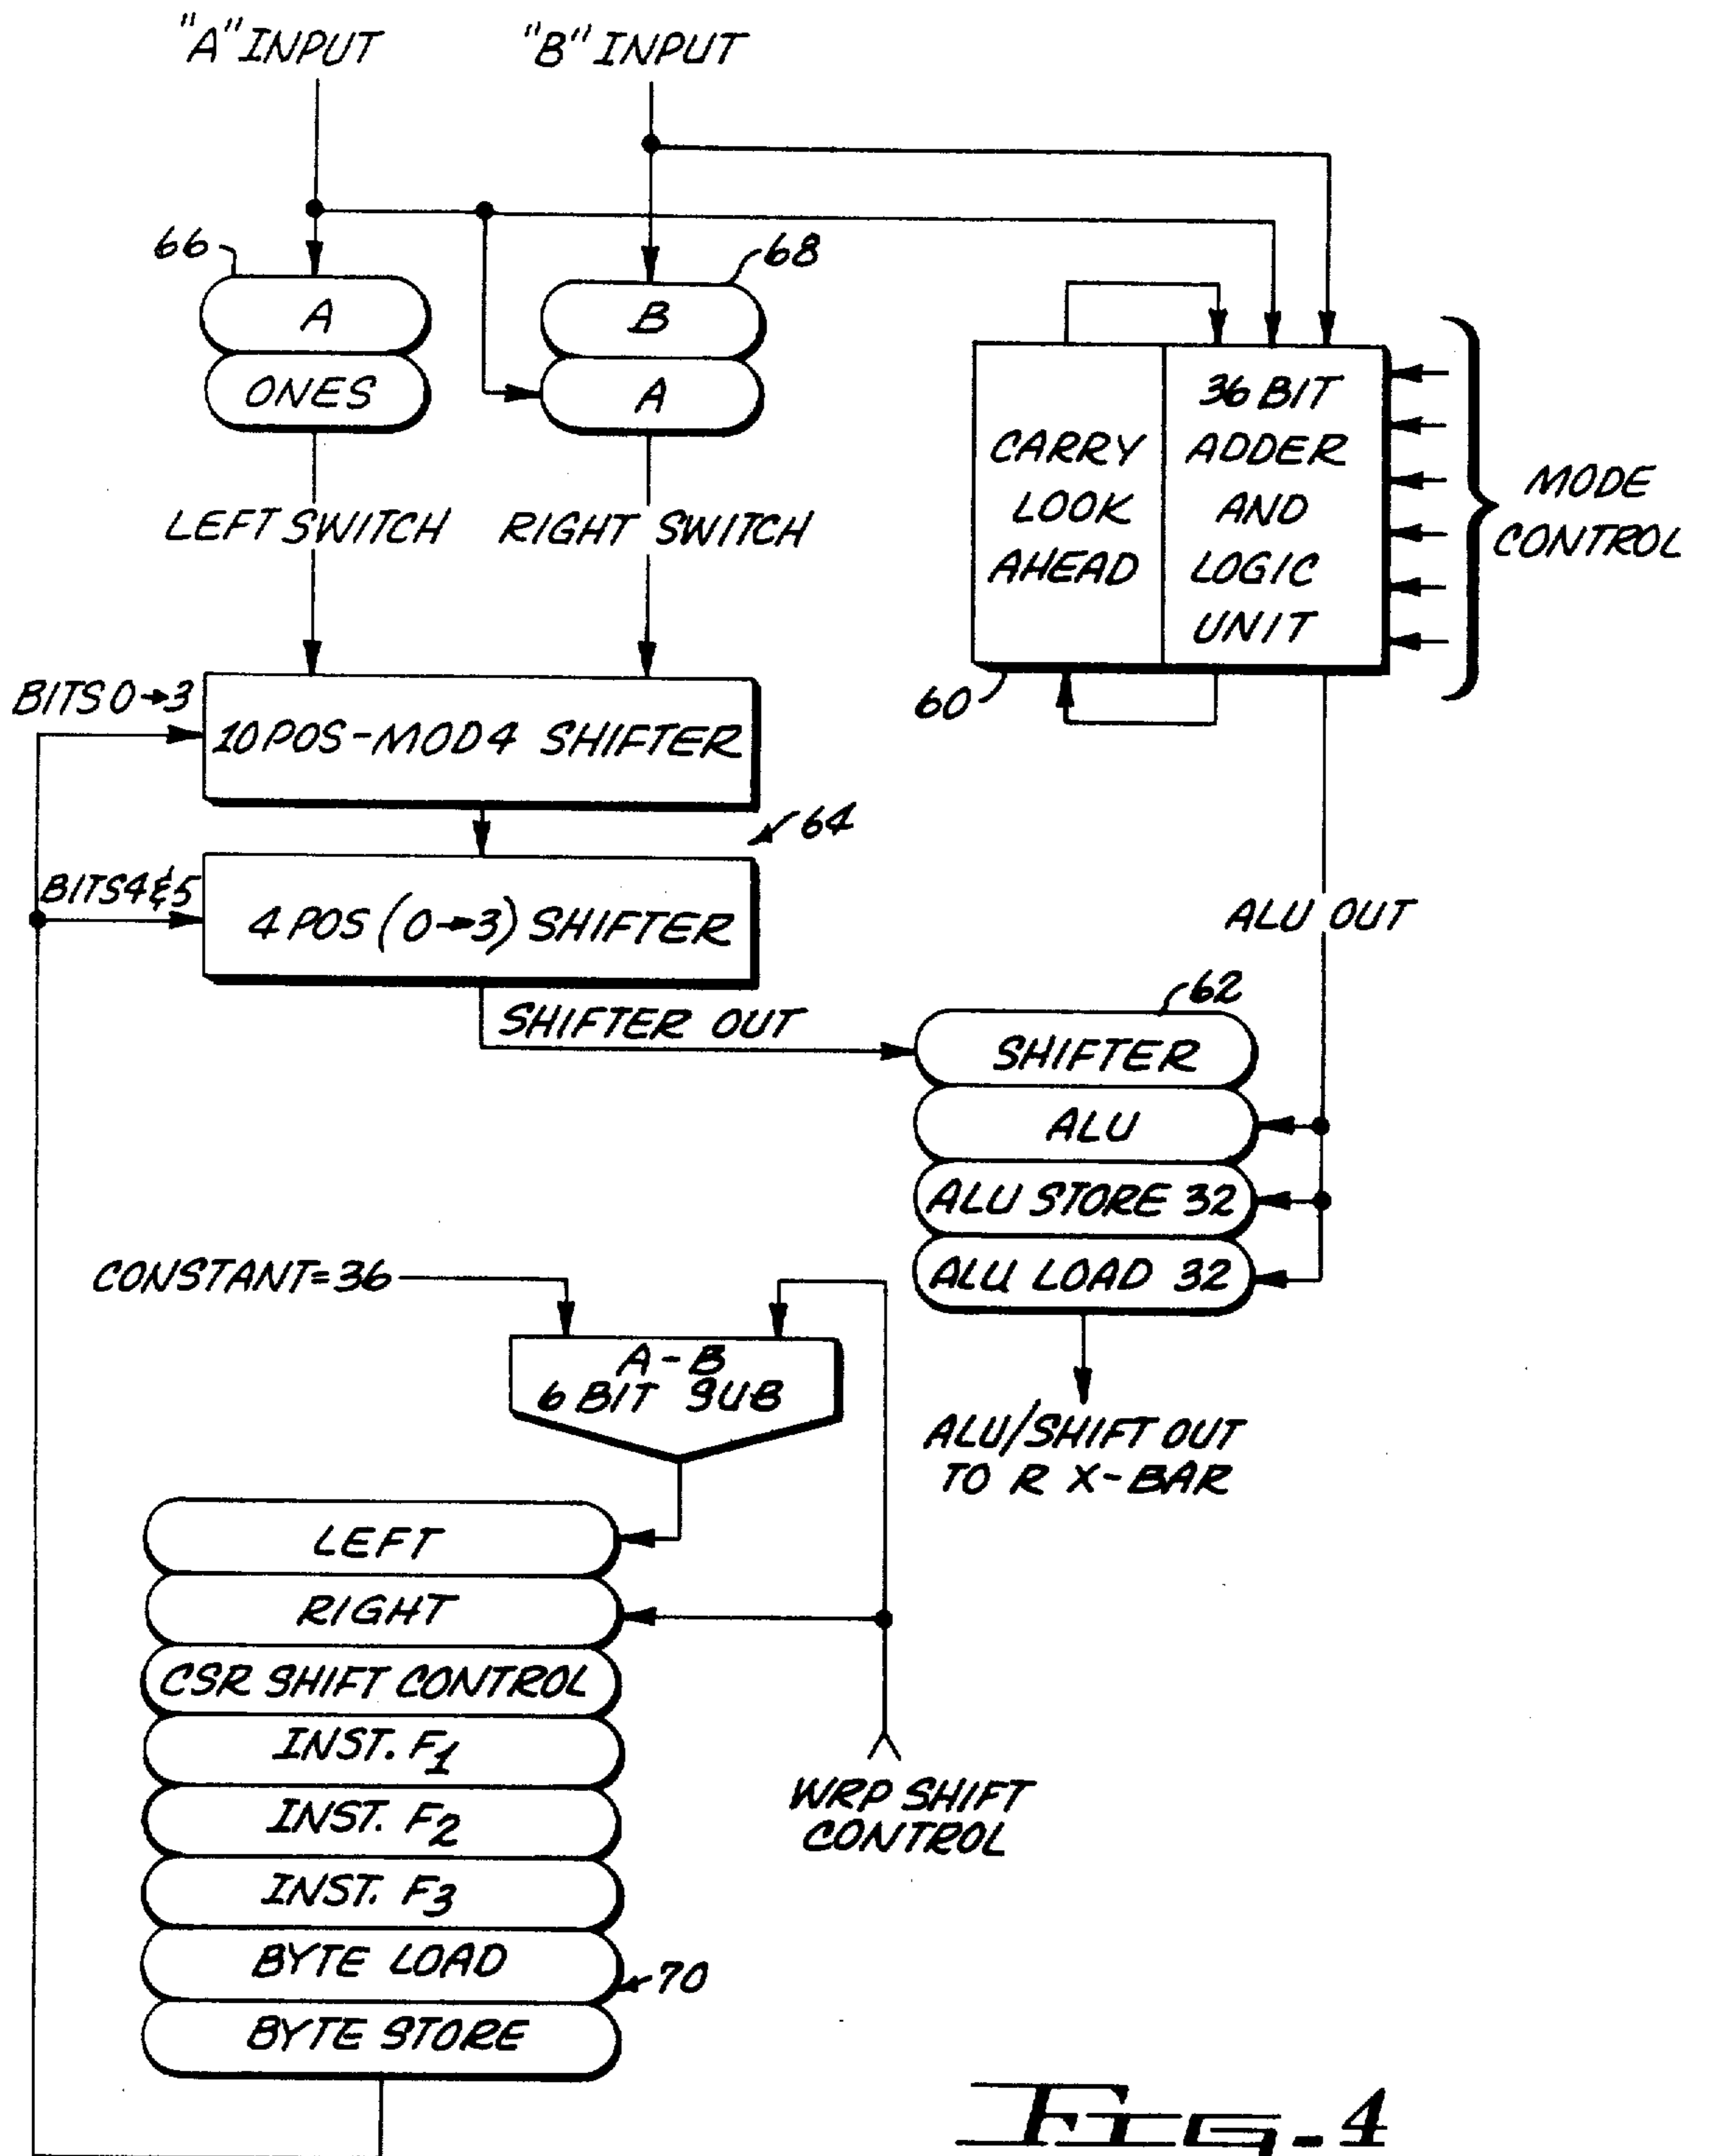 "A" INPUT
"B" INPUT
66
68
A
ONES
B
A
CARRY
LOOK
AHEAD
36 BIT
ADDER
AND
LOGIC
UNIT
MODE
CONTROL
LEFT SWITCH
RIGHT SWITCH
60
BITS 0→3
10 POS-MOD 4 SHIFTER
64
BITS 4&5
4 POS (0→3) SHIFTER
ALU OUT
SHIFTER OUT
62
SHIFTER
ALU
ALU STORE 32
ALU LOAD 32
CONSTANT=36
A-B
6 BIT SUB
ALU/SHIFT OUT
TO R X-BAR
LEFT
RIGHT
CSR SHIFT CONTROL
INST. F1
INST. F2
INST. F3
BYTE LOAD
BYTE STORE
70
WRP SHIFT
CONTROL
FIG-4